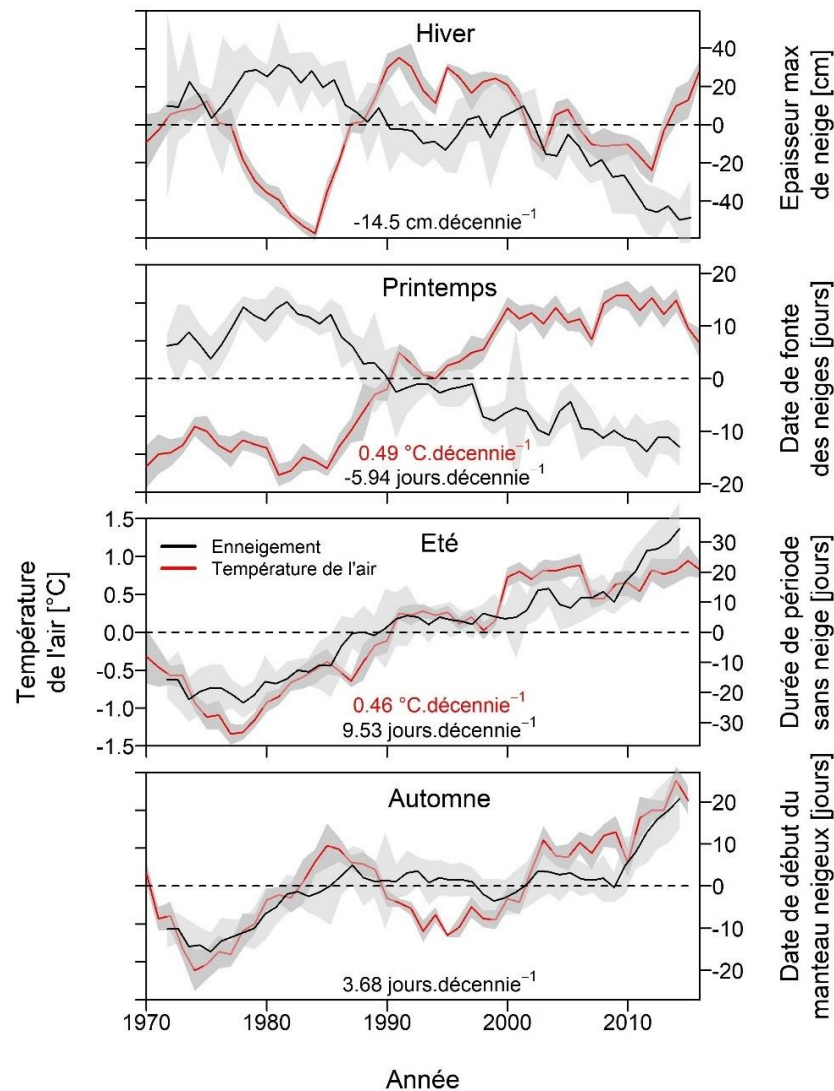 Hiver
40
20
0
-20
-40
Epaisseur max
de neige [cm]
-14.5 cm.décennie⁻¹
Printemps
20
10
0
-10
-20
Date de fonte
des neiges [jours]
0.49 °C.décennie⁻¹
-5.94 jours.décennie⁻¹
Température
de l'air [°C]
1.5
1.0
0.5
0.0
-0.5
-1.0
-1.5
Enneigement
Température de l'air
Eté
30
20
10
0
-10
-20
-30
Durée de période
sans neige [jours]
0.46 °C.décennie⁻¹
9.53 jours.décennie⁻¹
Automne
20
10
0
-10
-20
Date de début du
manteau neigeux [jours]
3.68 jours.décennie⁻¹
1970 1980 1990 2000 2010
Année